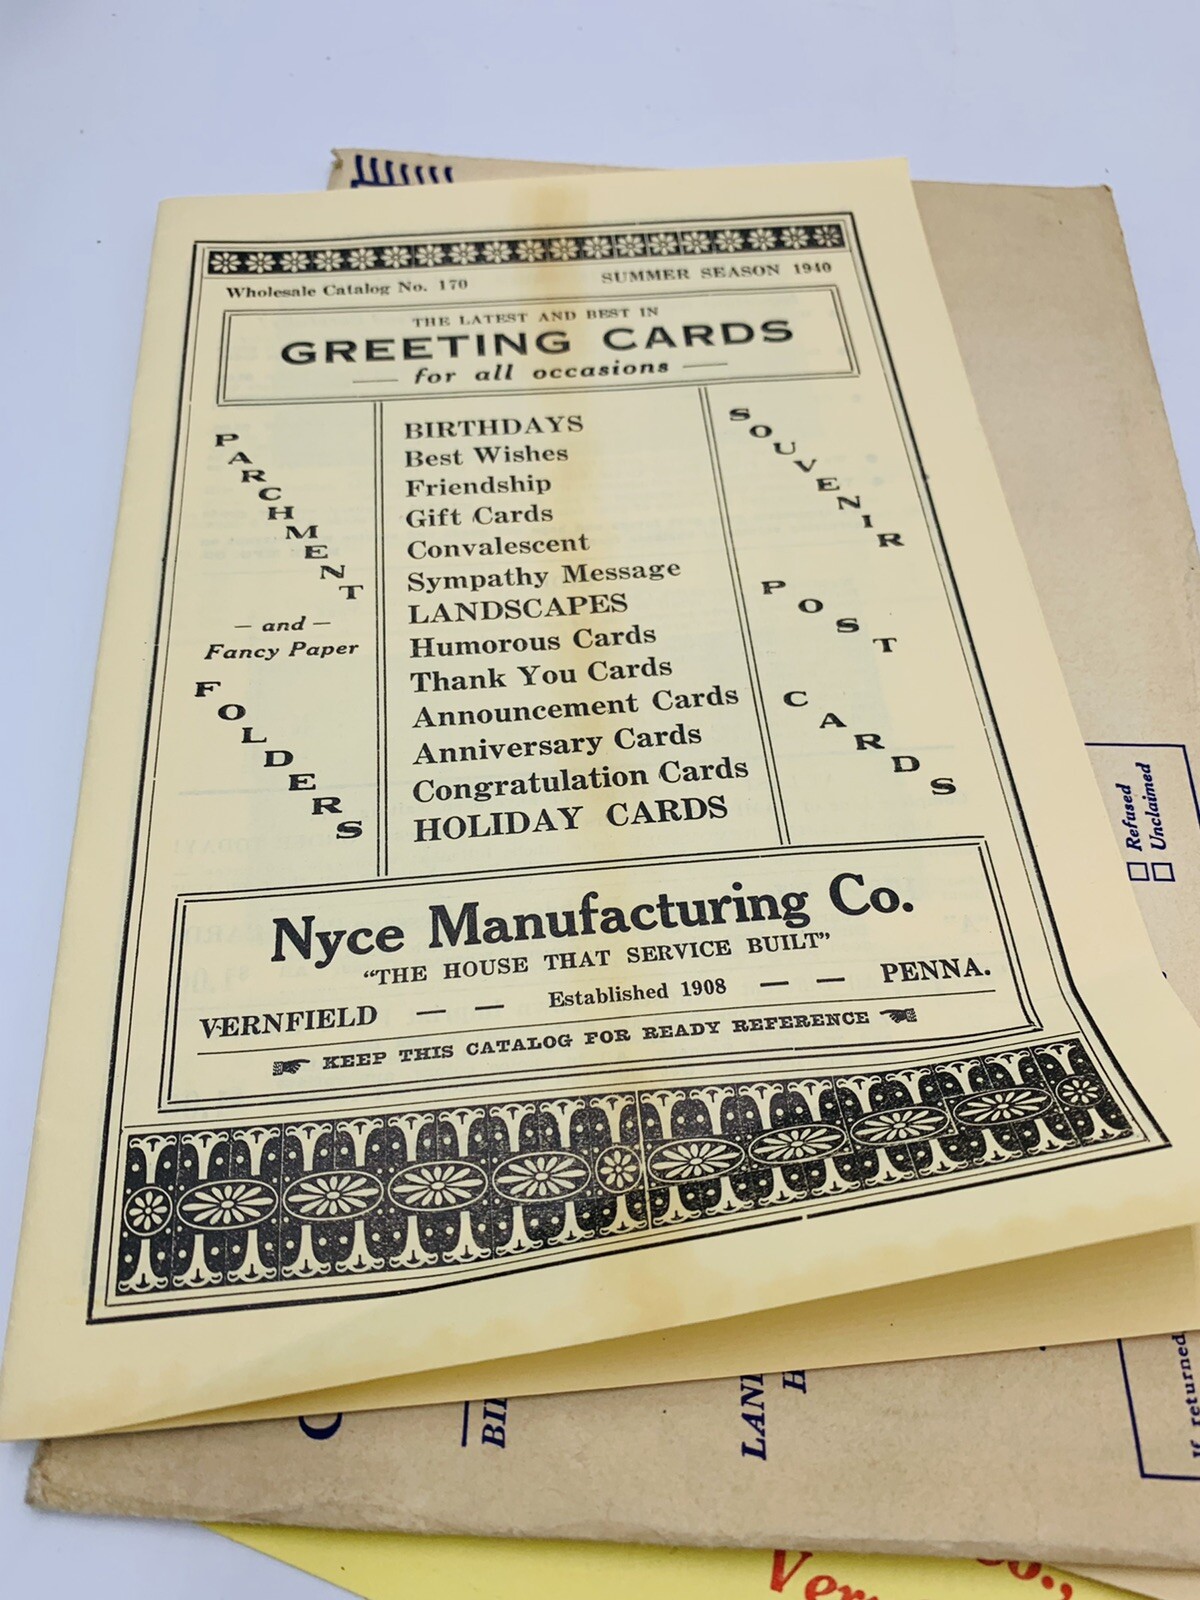 Wholesale Catalog No. 170 SUMMER SEASON 1940
THE LATEST AND BEST IN
GREETING CARDS
— for all occasions —
PARCHMENT
— and —
Fancy Paper
FOLDERS
BIRTHDAYS
Best Wishes
Friendship
Gift Cards
Convalescent
Sympathy Message
LANDSCAPES
Humorous Cards
Thank You Cards
Announcement Cards
Anniversary Cards
Congratulation Cards
HOLIDAY CARDS
SOUVENIR
POST
CARDS
Nyce Manufacturing Co.
"THE HOUSE THAT SERVICE BUILT"
VERNFIELD — — Established 1908 — — PENNA.
KEEP THIS CATALOG FOR READY REFERENCE
Refused
Unclaimed
If returned